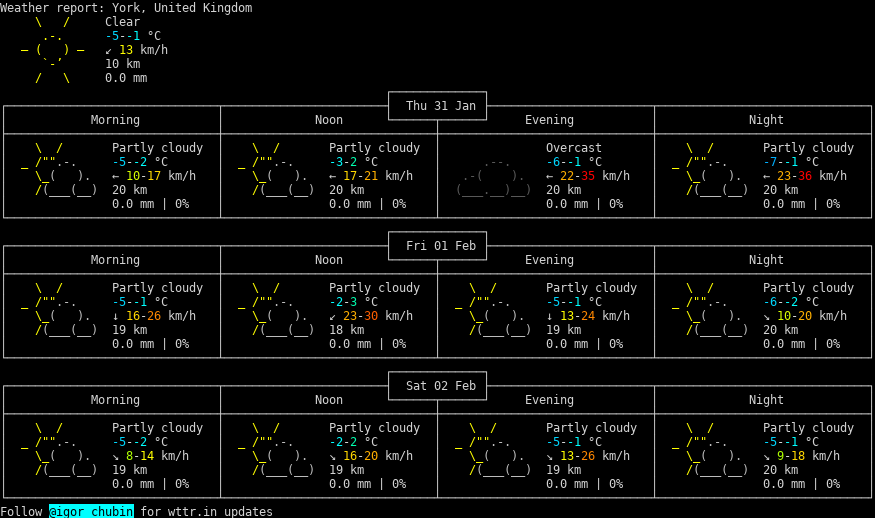 Weather report: York, United Kingdom
Clear
-5--1 °C
↙ 13 km/h
10 km
0.0 mm
Thu 31 Jan
Morning Noon Evening Night
Partly cloudy Partly cloudy Overcast Partly cloudy
-5--2 °C -3-2 °C -6--1 °C -7--1 °C
← 10-17 km/h ← 17-21 km/h ← 22-35 km/h ← 23-36 km/h
20 km 20 km 20 km 20 km
0.0 mm | 0% 0.0 mm | 0% 0.0 mm | 0% 0.0 mm | 0%
Fri 01 Feb
Morning Noon Evening Night
Partly cloudy Partly cloudy Partly cloudy Partly cloudy
-5--1 °C -2-3 °C -5--1 °C -6--2 °C
↓ 16-26 km/h ↙ 23-30 km/h ↓ 13-24 km/h ↘ 10-20 km/h
19 km 18 km 19 km 20 km
0.0 mm | 0% 0.0 mm | 0% 0.0 mm | 0% 0.0 mm | 0%
Sat 02 Feb
Morning Noon Evening Night
Partly cloudy Partly cloudy Partly cloudy Partly cloudy
-5--2 °C -2-2 °C -5--1 °C -5--1 °C
↘ 8-14 km/h ↘ 16-20 km/h ↘ 13-26 km/h ↘ 9-18 km/h
19 km 19 km 19 km 20 km
0.0 mm | 0% 0.0 mm | 0% 0.0 mm | 0% 0.0 mm | 0%
Follow @igor_chubin for wttr.in updates